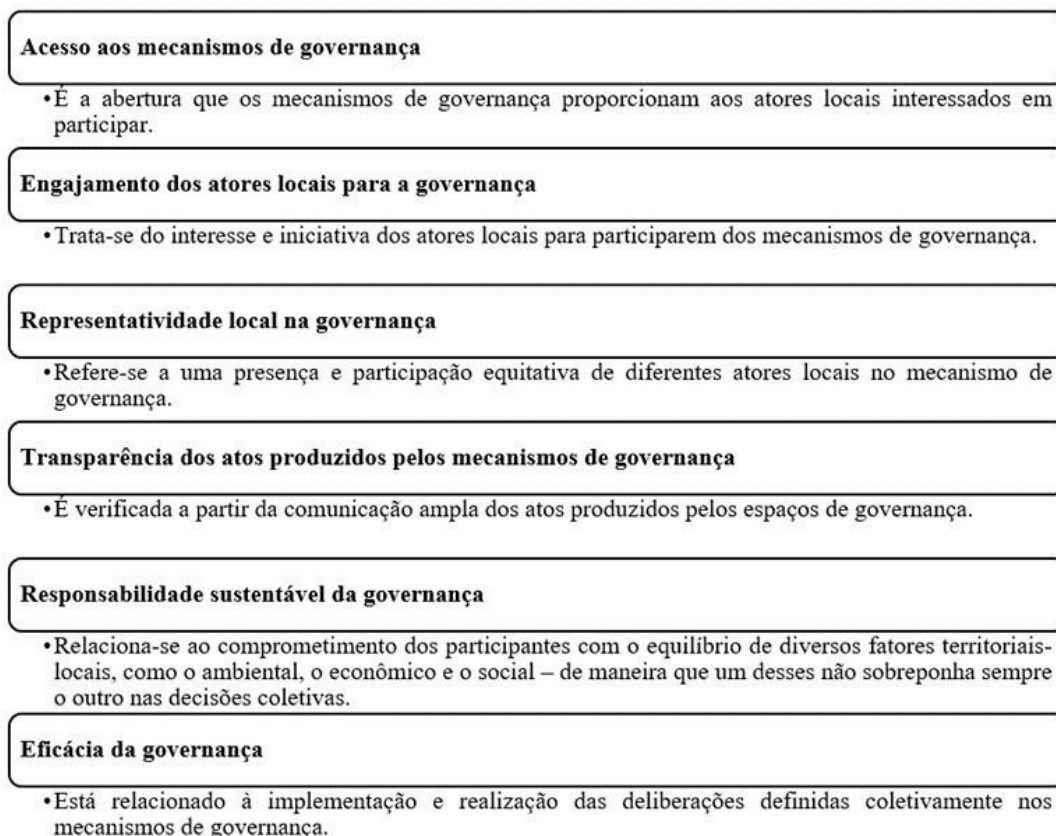 Acesso aos mecanismos de governança
•É a abertura que os mecanismos de governança proporcionam aos atores locais interessados em
participar.
Engajamento dos atores locais para a governança
•Trata-se do interesse e iniciativa dos atores locais para participarem dos mecanismos de governança.
Representatividade local na governança
•Refere-se a uma presença e participação equitativa de diferentes atores locais no mecanismo de
governança.
Transparência dos atos produzidos pelos mecanismos de governança
•É verificada a partir da comunicação ampla dos atos produzidos pelos espaços de governança.
Responsabilidade sustentável da governança
•Relaciona-se ao comprometimento dos participantes com o equilíbrio de diversos fatores territoriais-
locais, como o ambiental, o econômico e o social – de maneira que um desses não sobreponha sempre
o outro nas decisões coletivas.
Eficácia da governança
•Está relacionado à implementação e realização das deliberações definidas coletivamente nos
mecanismos de governança.